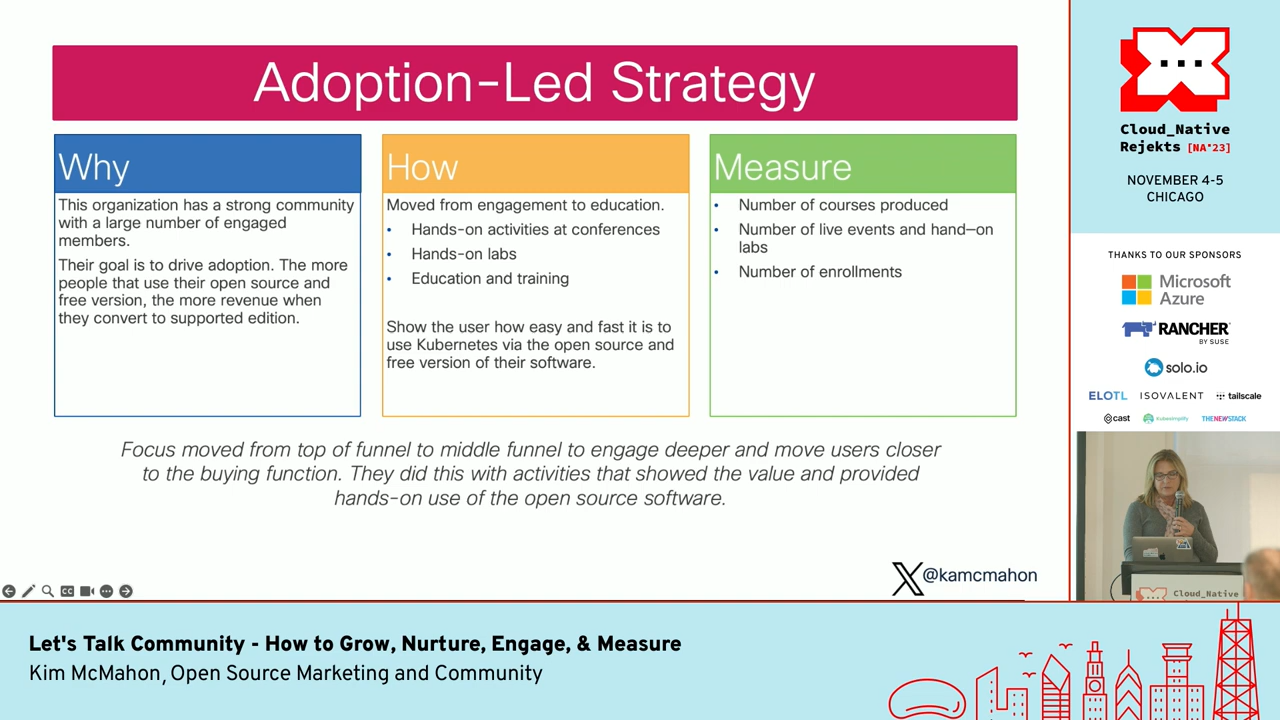 Adoption-Led Strategy
Why
This organization has a strong community
with a large number of engaged
members.
Their goal is to drive adoption. The more
people that use their open source and
free version, the more revenue when
they convert to supported edition.
How
Moved from engagement to education.
• Hands-on activities at conferences
• Hands-on labs
• Education and training
Show the user how easy and fast it is to
use Kubernetes via the open source and
free version of their software.
Measure
• Number of courses produced
• Number of live events and hand-on
labs
• Number of enrollments
Focus moved from top of funnel to middle funnel to engage deeper and move users closer
to the buying function. They did this with activities that showed the value and provided
hands-on use of the open source software.
@kamcmahon
CC
Cloud_Native
Rejekts [NA'23]
NOVEMBER 4-5
CHICAGO
THANKS TO OUR SPONSORS
Microsoft
Azure
RANCHER
BY SUSE
solo.io
ELOTL ISOVALENT tailscale
cast kubesimplify THENEWSTACK
Cloud_Native
Let's Talk Community - How to Grow, Nurture, Engage, & Measure
Kim McMahon, Open Source Marketing and Community